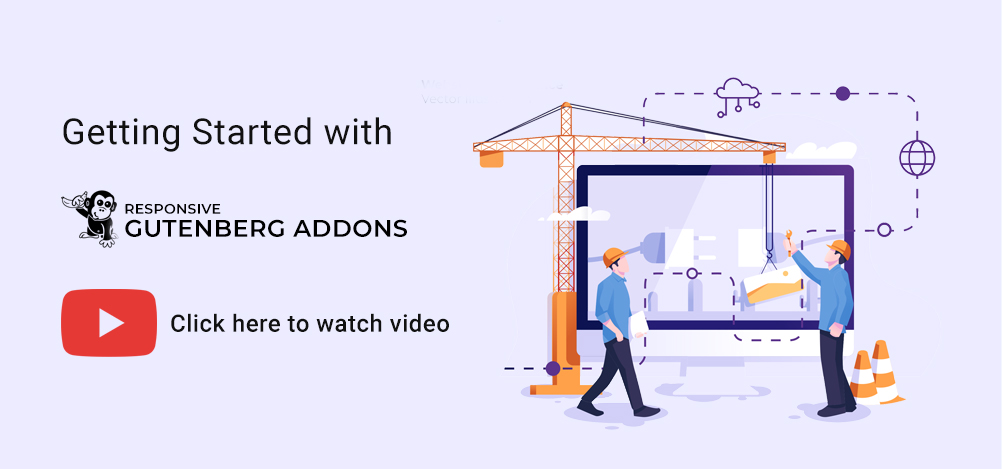 Getting Started with
RESPONSIVE
GUTENBERG ADDONS
Click here to watch video